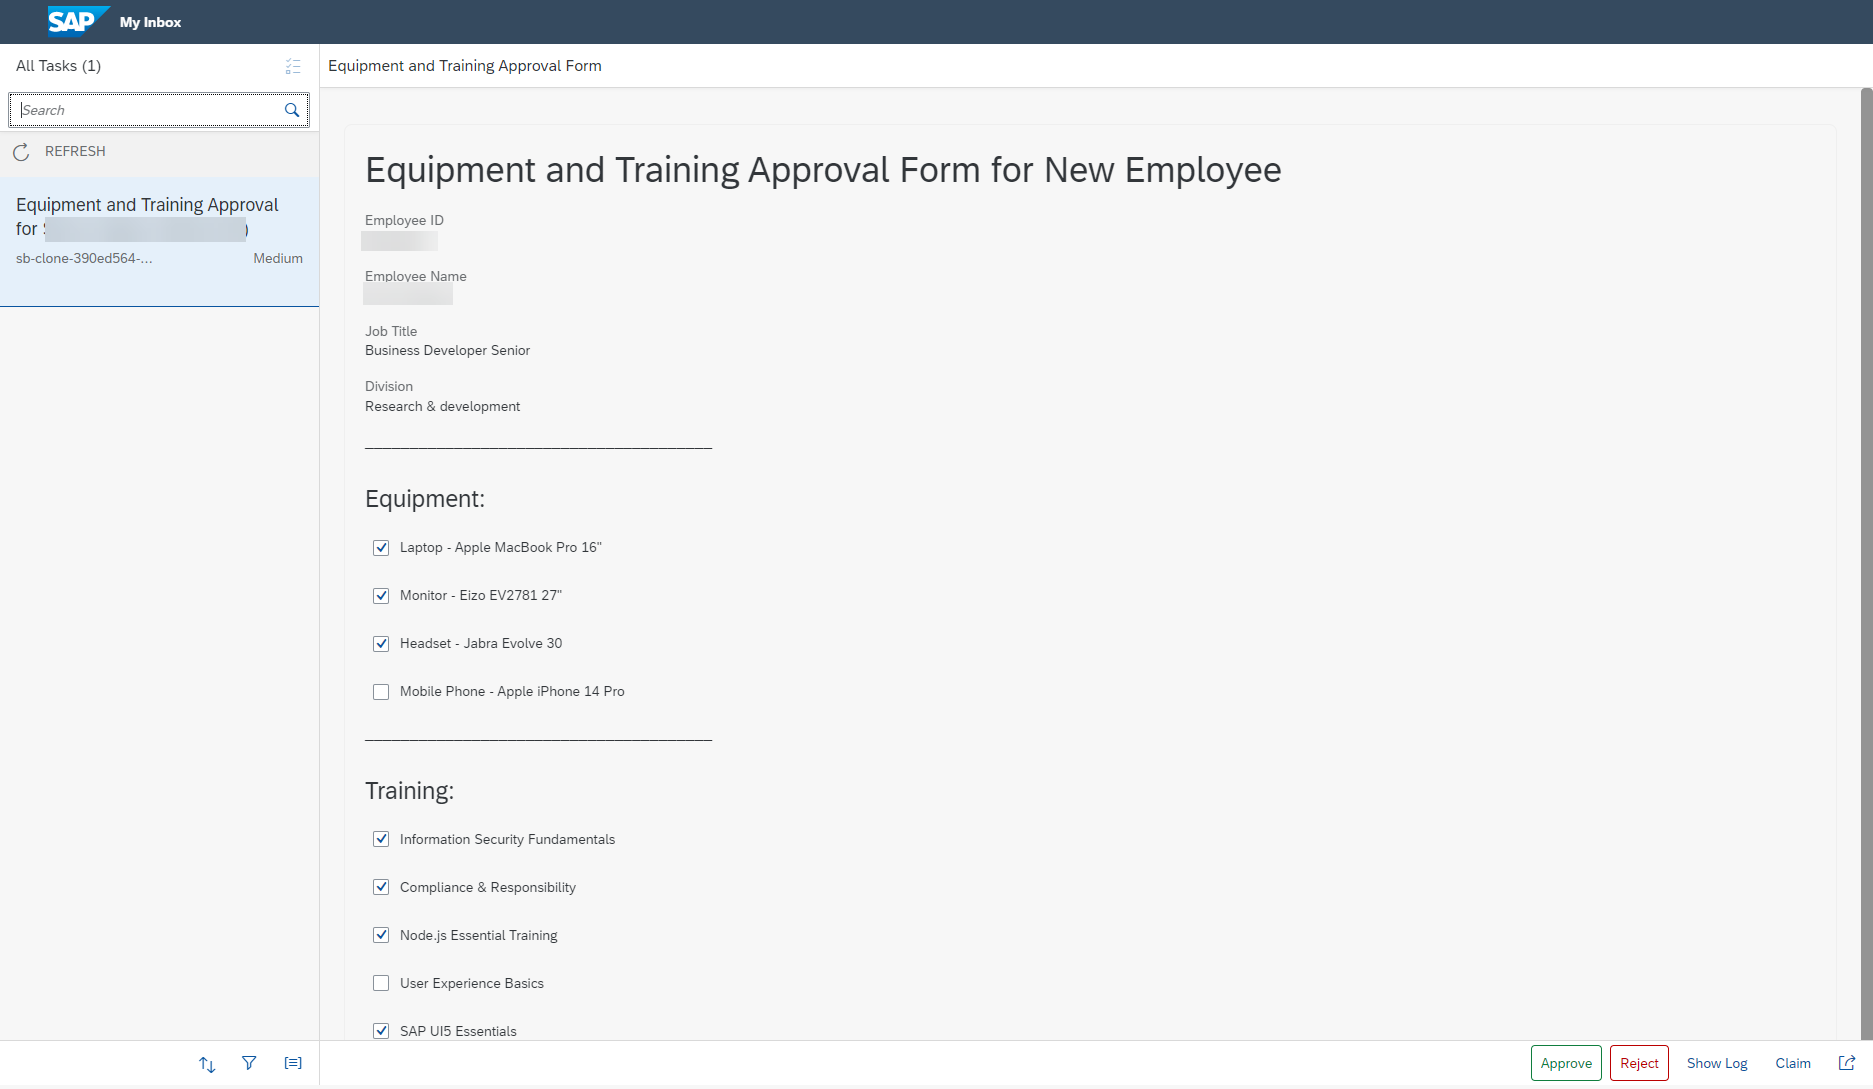 SAP My Inbox
All Tasks (1)
Search
REFRESH
Equipment and Training Approval
for )
sb-clone-390ed564-... Medium
Equipment and Training Approval Form
Equipment and Training Approval Form for New Employee
Employee ID
Employee Name
Job Title
Business Developer Senior
Division
Research & development
Equipment:
Laptop - Apple MacBook Pro 16"
Monitor - Eizo EV2781 27"
Headset - Jabra Evolve 30
Mobile Phone - Apple iPhone 14 Pro
Training:
Information Security Fundamentals
Compliance & Responsibility
Node.js Essential Training
User Experience Basics
SAP UI5 Essentials
Approve Reject Show Log Claim